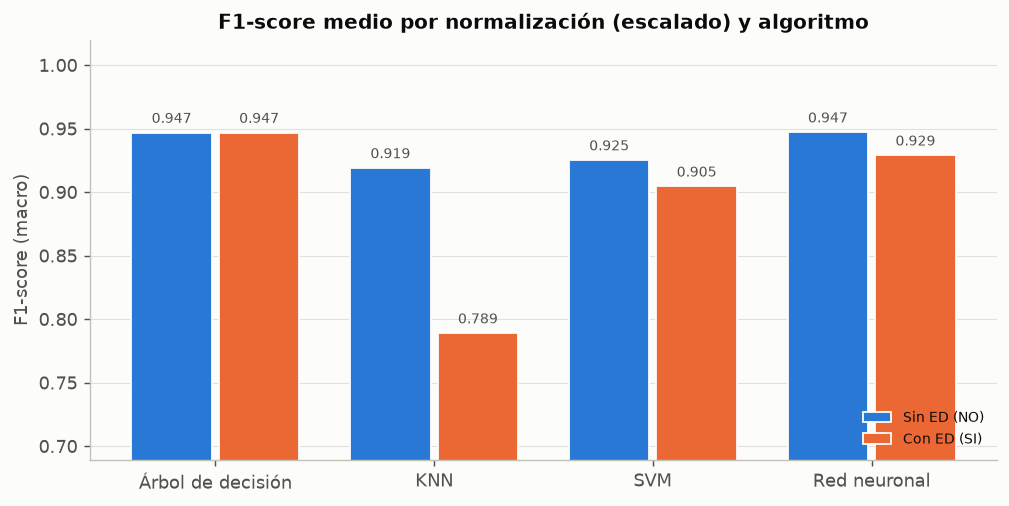 F1-score medio por normalización (escalado) y algoritmo
F1-score (macro)
1.00
0.95
0.90
0.85
0.80
0.75
0.70
0.947
0.947
0.919
0.789
0.925
0.905
0.947
0.929
Sin ED (NO)
Con ED (SI)
Árbol de decisión
KNN
SVM
Red neuronal